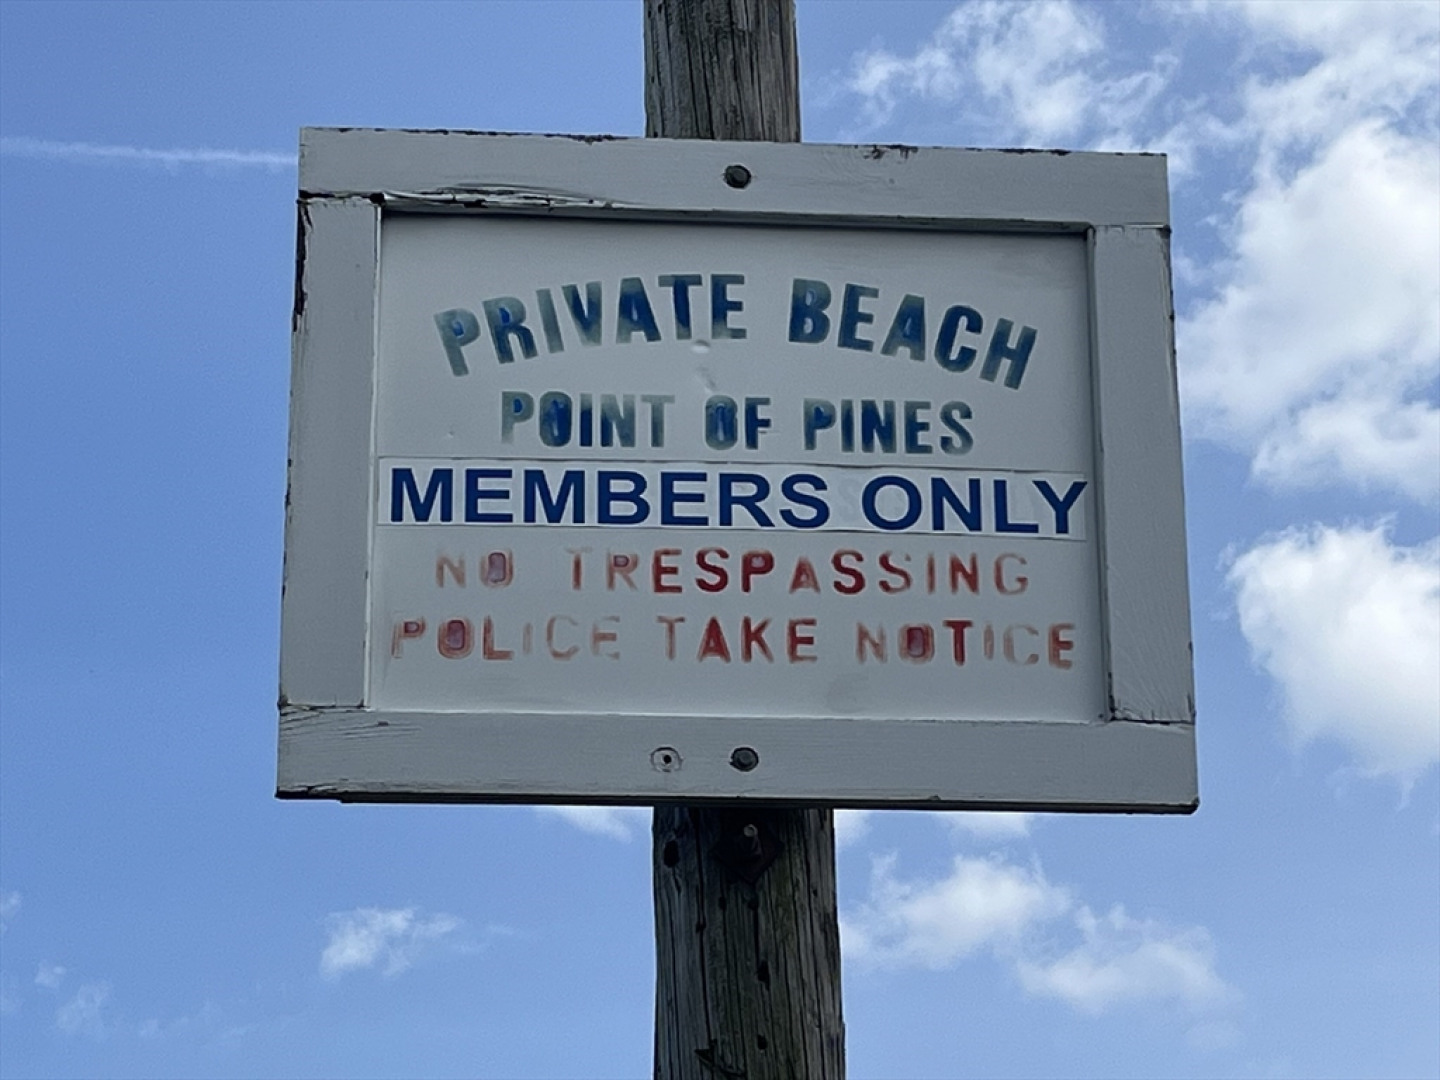 PRIVATE BEACH
POINT OF PINES
MEMBERS ONLY
NO TRESPASSING
POLICE TAKE NOTICE